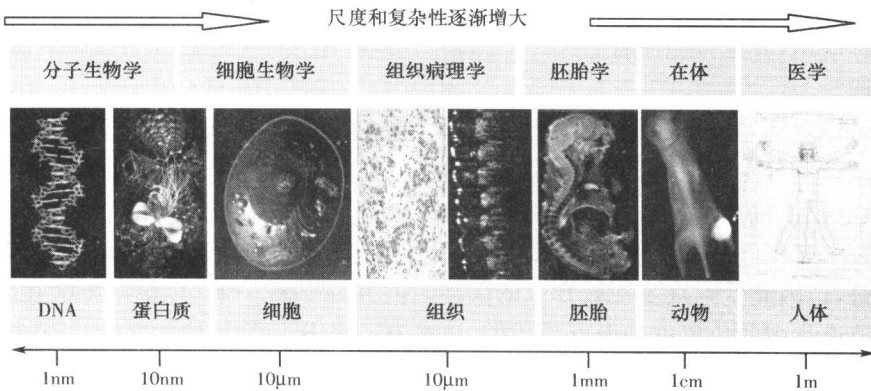 尺度和复杂性逐渐增大
分子生物学 细胞生物学 组织病理学 胚胎学 在体 医学
DNA 蛋白质 细胞 组织 胚胎 动物 人体
1nm 10nm 10μm 10μm 1mm 1cm 1m